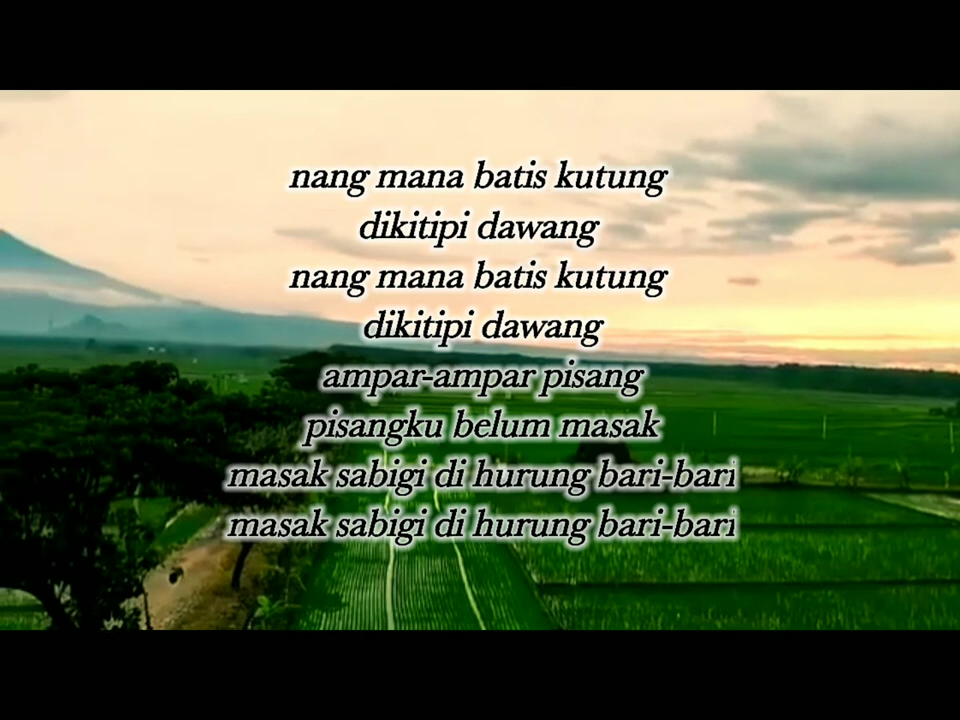 nang mana batis kutung
dikitipi dawang
nang mana batis kutung
dikitipi dawang
ampar-ampar pisang
pisangku belum masak
masak sabigi di hurung bari-bari
masak sabigi di hurung bari-bari